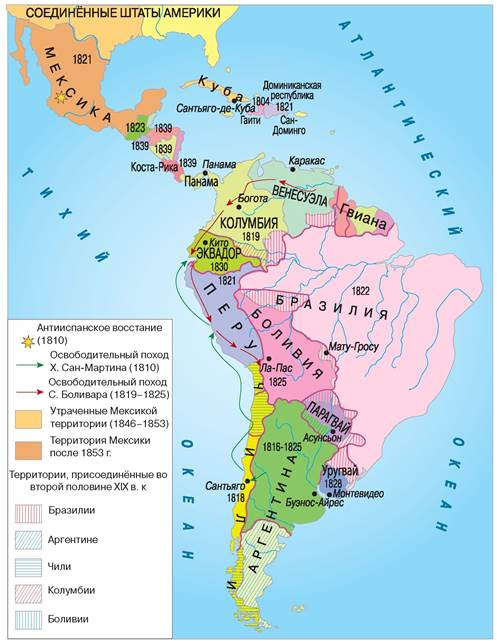 СОЕДИНЁННЫЕ ШТАТЫ АМЕРИКИ
МЕКСИКА
1821
АТЛАНТИЧЕСКИЙ
ОКЕАН
ТИХИЙ
ОКЕАН
Куба
Сантьяго-де-Куба
1804
Гаити
Доминиканская
республика
1821
Сан-
Доминго
1823
1839
1839
1839
1839
Коста-Рика
Панама
Панама
Каракас
ВЕНЕСУЭЛА
Гвиана
Богота
КОЛУМБИЯ
1819
Кито
ЭКВАДОР
1830
1821
ПЕРУ
1822
БРАЗИЛИЯ
БОЛИВИЯ
Мату-Гросу
Ла-Пас
1825
ПАРАГВАЙ
Асунсьон
1816-1825
Уругвай
1828
Монтевидео
Буэнос-Айрес
АРГЕНТИНА
Сантьяго
1818
ЧИЛИ
Антииспанское восстание
(1810)
Освободительный поход
Х. Сан-Мартина (1810)
Освободительный поход
С. Боливара (1819–1825)
Утраченные Мексикой
территории (1846–1853)
Территория Мексики
после 1853 г.
Территории, присоединённые во
второй половине XIX в. к
Бразилии
Аргентине
Чили
Колумбии
Боливии